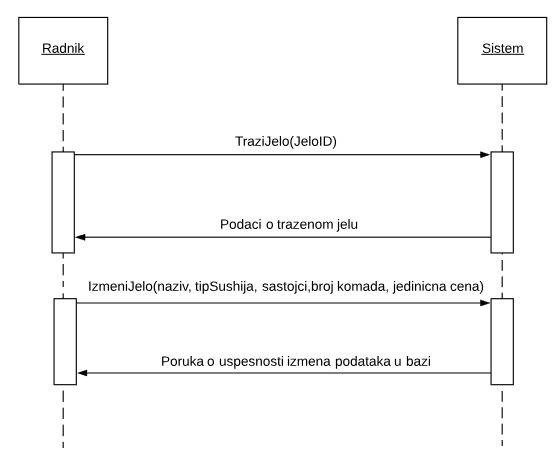 Radnik
Sistem
TraziJelo(JeloID)
Podaci o trazenom jelu
IzmeniJelo(naziv, tipSushija, sastojci,broj komada, jedinicna cena)
Poruka o uspesnosti izmena podataka u bazi